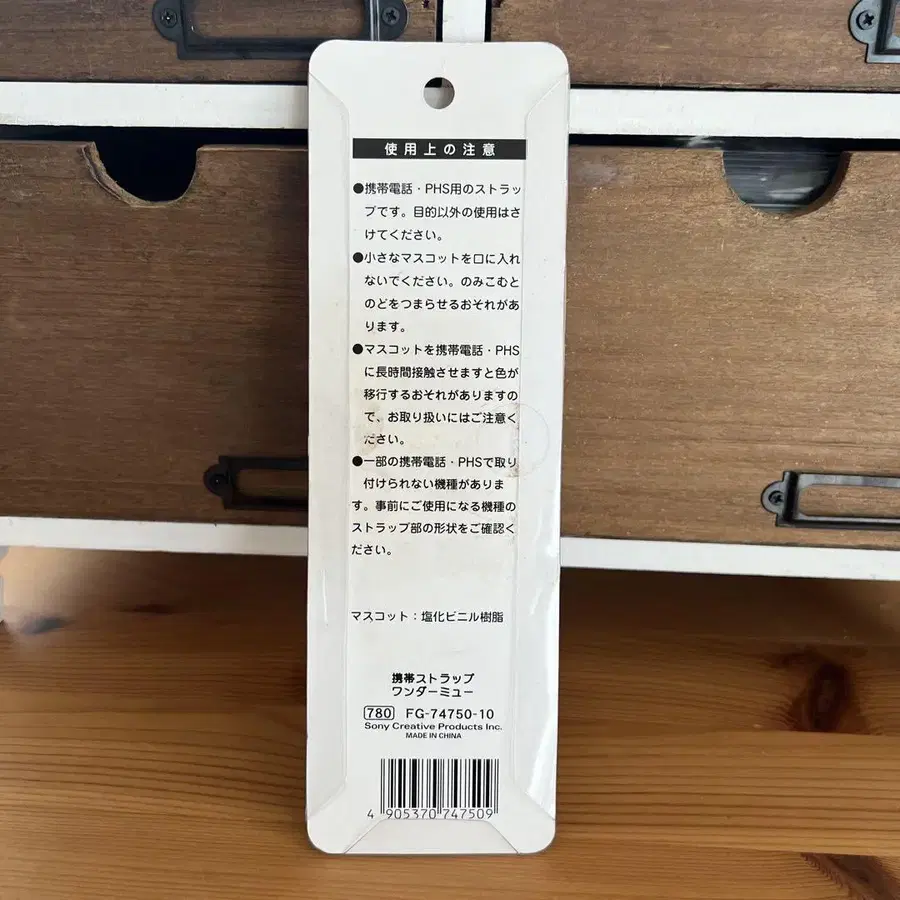 使用上の注意
●携帯電話・PHS用のストラッ
プです。目的以外の使用はさ
けてください。
●小さなマスコットを口に入れ
ないでください。のみこむと
のどをつまらせるおそれがあ
ります。
●マスコットを携帯電話・PHS
に長時間接触させますと色が
移行するおそれがありますの
で、お取り扱いにはご注意く
ださい。
●一部の携帯電話・PHSで取り
付けられない機種がありま
す。事前にご使用になる機種の
ストラップ部の形状をご確認く
ださい。
マスコット：塩化ビニル樹脂
携帯ストラップ
ワンダーミュー
780 FG-74750-10
Sony Creative Products Inc.
MADE IN CHINA
4 905370 747509